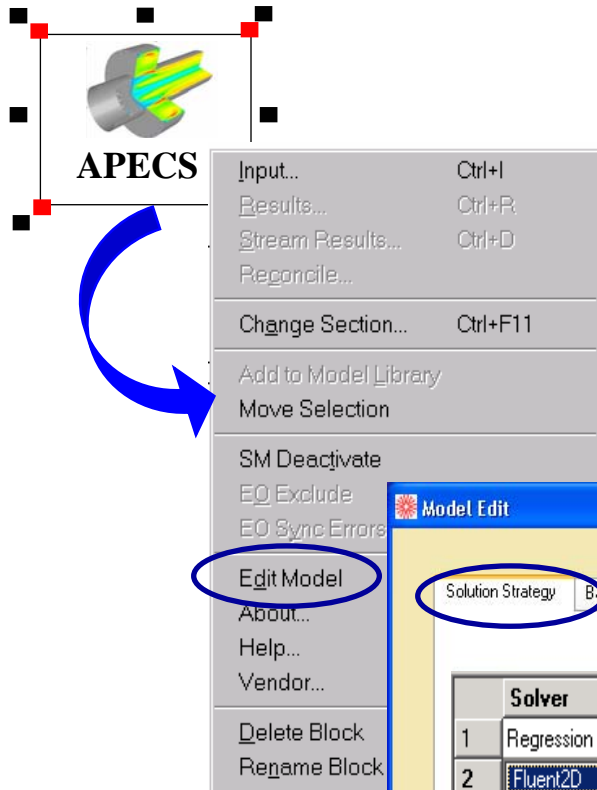 APECS
Input... Ctrl+I
Results... Ctrl+R
Stream Results... Ctrl+D
Reconcile...
Change Section... Ctrl+F11
Add to Model Library
Move Selection
SM Deactivate
EO Exclude
EO Sync Errors
Edit Model
About...
Help...
Vendor...
Delete Block
Rename Block
Model Edit
Solution Strategy
Solver
1 Regression
2 Fluent2D